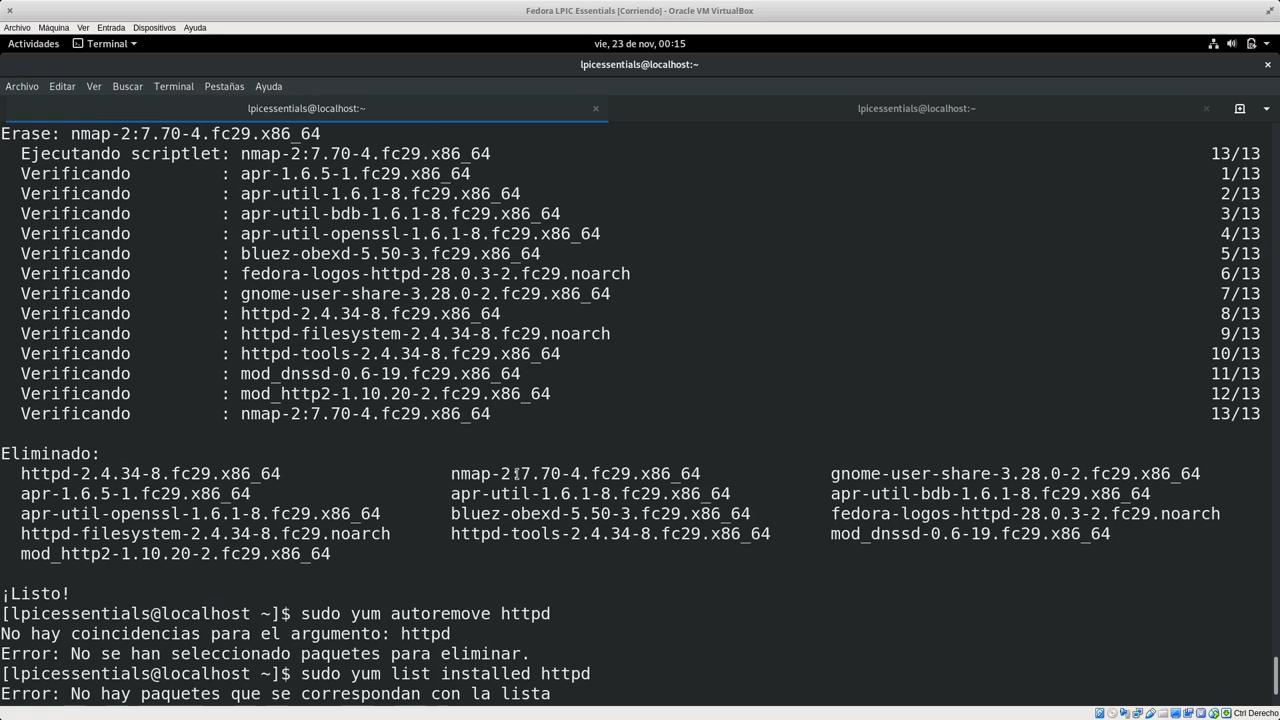 Fedora LPIC Essentials [Corriendo] - Oracle VM VirtualBox
Archivo Máquina Ver Entrada Dispositivos Ayuda
Actividades Terminal vie, 23 de nov, 00:15
lpicessentials@localhost:~
Archivo Editar Ver Buscar Terminal Pestañas Ayuda
lpicessentials@localhost:~ lpicessentials@localhost:~
Erase: nmap-2:7.70-4.fc29.x86_64
Ejecutando scriptlet: nmap-2:7.70-4.fc29.x86_64 13/13
Verificando : apr-1.6.5-1.fc29.x86_64 1/13
Verificando : apr-util-1.6.1-8.fc29.x86_64 2/13
Verificando : apr-util-bdb-1.6.1-8.fc29.x86_64 3/13
Verificando : apr-util-openssl-1.6.1-8.fc29.x86_64 4/13
Verificando : bluez-obexd-5.50-3.fc29.x86_64 5/13
Verificando : fedora-logos-httpd-28.0.3-2.fc29.noarch 6/13
Verificando : gnome-user-share-3.28.0-2.fc29.x86_64 7/13
Verificando : httpd-2.4.34-8.fc29.x86_64 8/13
Verificando : httpd-filesystem-2.4.34-8.fc29.noarch 9/13
Verificando : httpd-tools-2.4.34-8.fc29.x86_64 10/13
Verificando : mod_dnssd-0.6-19.fc29.x86_64 11/13
Verificando : mod_http2-1.10.20-2.fc29.x86_64 12/13
Verificando : nmap-2:7.70-4.fc29.x86_64 13/13
Eliminado:
httpd-2.4.34-8.fc29.x86_64 nmap-2:7.70-4.fc29.x86_64 gnome-user-share-3.28.0-2.fc29.x86_64
apr-1.6.5-1.fc29.x86_64 apr-util-1.6.1-8.fc29.x86_64 apr-util-bdb-1.6.1-8.fc29.x86_64
apr-util-openssl-1.6.1-8.fc29.x86_64 bluez-obexd-5.50-3.fc29.x86_64 fedora-logos-httpd-28.0.3-2.fc29.noarch
httpd-filesystem-2.4.34-8.fc29.noarch httpd-tools-2.4.34-8.fc29.x86_64 mod_dnssd-0.6-19.fc29.x86_64
mod_http2-1.10.20-2.fc29.x86_64
¡Listo!
[lpicessentials@localhost ~]$ sudo yum autoremove httpd
No hay coincidencias para el argumento: httpd
Error: No se han seleccionado paquetes para eliminar.
[lpicessentials@localhost ~]$ sudo yum list installed httpd
Error: No hay paquetes que se correspondan con la lista
Ctrl Derecho